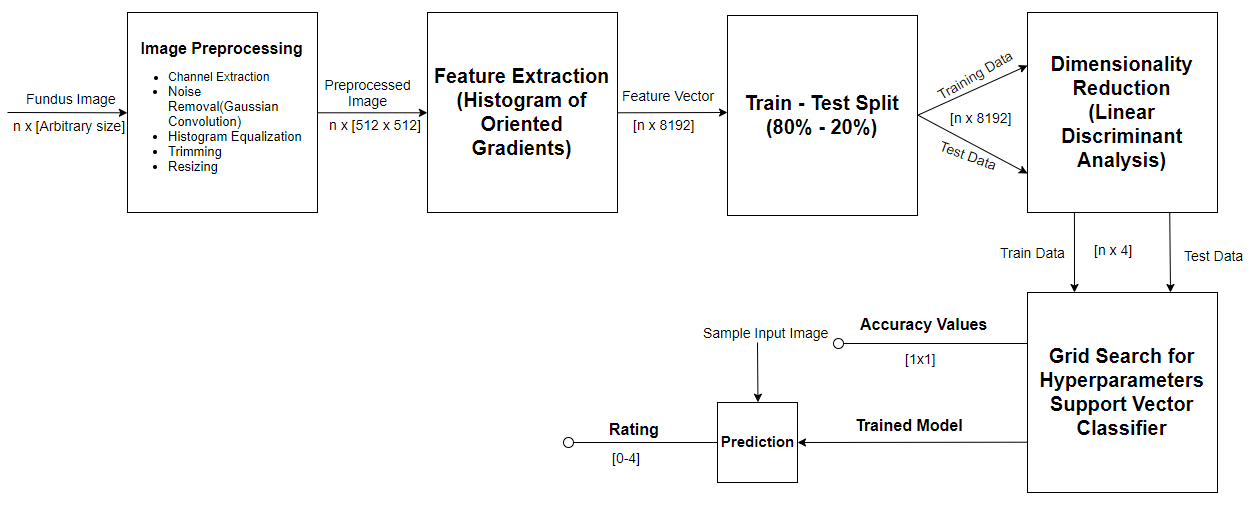 Fundus Image
n x [Arbitrary size]
Image Preprocessing
Channel Extraction
Noise
Removal(Gaussian
Convolution)
Histogram Equalization
Trimming
Resizing
Preprocessed
Image
n x [512 x 512]
Feature Extraction
(Histogram of
Oriented
Gradients)
Feature Vector
[n x 8192]
Train - Test Split
(80% - 20%)
Training Data
[n x 8192]
Test Data
Dimensionality
Reduction
(Linear
Discriminant
Analysis)
Train Data
[n x 4]
Test Data
Grid Search for
Hyperparameters
Support Vector
Classifier
Accuracy Values
[1x1]
Trained Model
Sample Input Image
Prediction
Rating
[0-4]